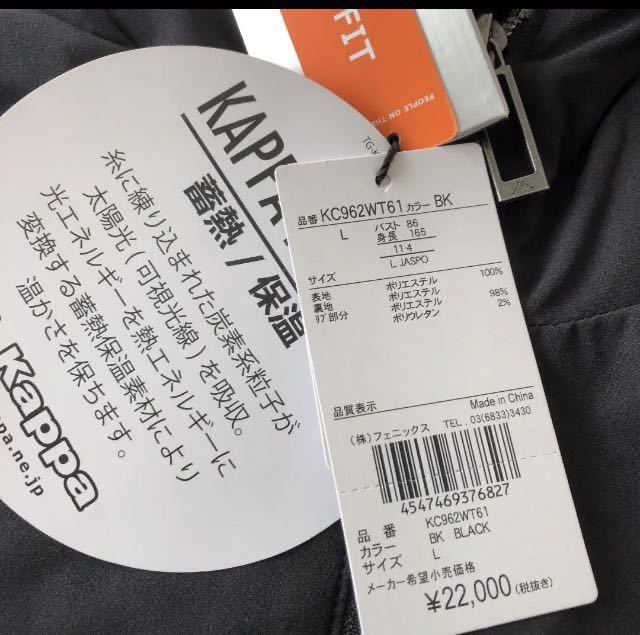 FIT
PEOPLE ON THE
TG-K
KAPPA
蓄熱/保温
糸に練り込まれた炭素系粒子が
太陽光(可視光線)を吸収。
光エネルギーを熱エネルギーに
変換する蓄熱保温素材により
温かさを保ちます。
Kappa
pa.ne.jp
品番 KC962WT61 カラー BK
L バスト 86
身長 165
11·4
L JASPO
サイズ
表地 ポリエステル 100%
裏地 ポリエステル 98%
リブ部分 ポリウレタン 2%
品質表示 Made in China
(株)フェニックス TEL. 03(6833)3430
4547469376827
品番 KC962WT61
カラー BK BLACK
サイズ L
メーカー希望小売価格
¥22,000(税抜き)